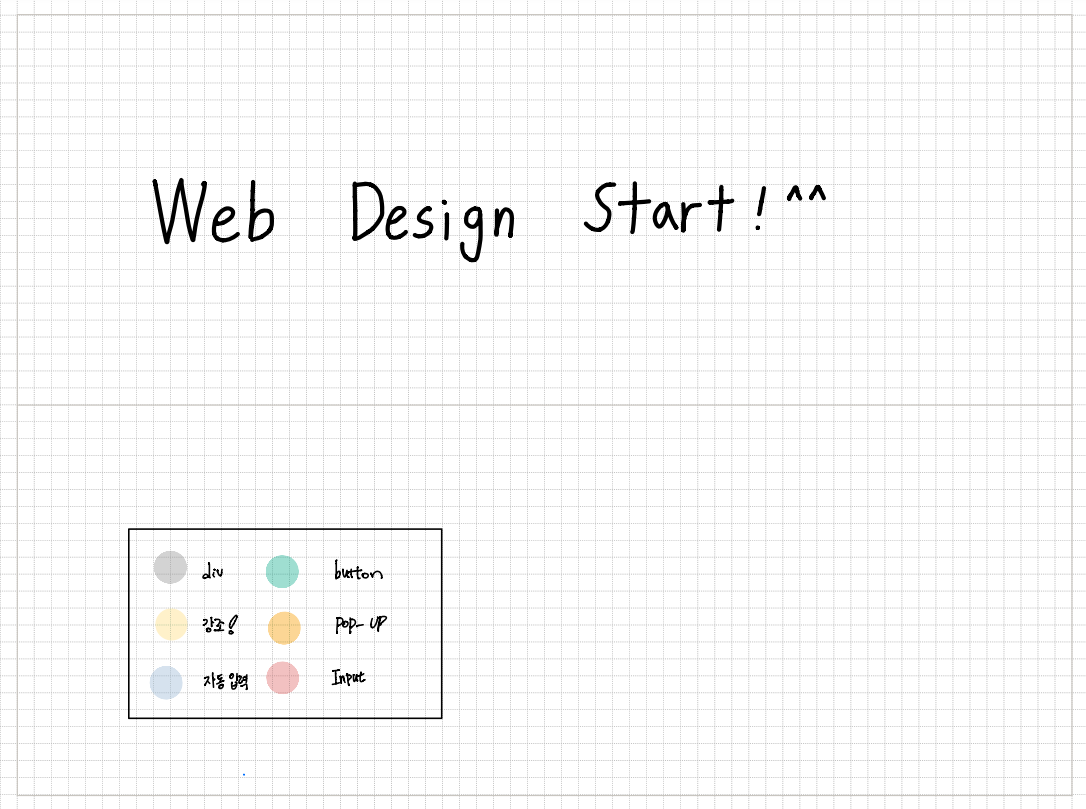 Web Design Start! ^^
div button
강조! POP-UP
자동입력 Input